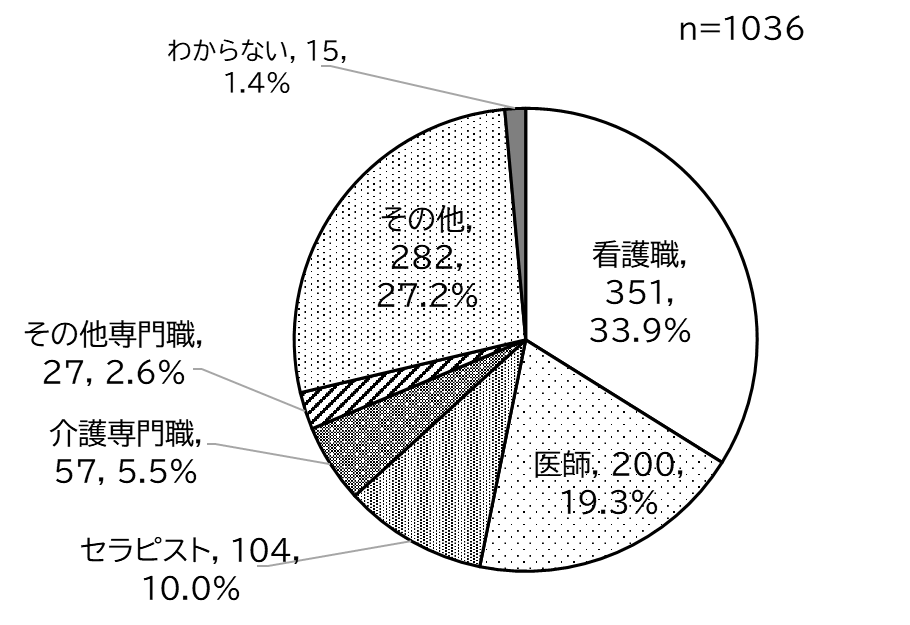 n=1036
わからない, 15,
1.4%
看護職,
351,
33.9%
医師, 200,
19.3%
セラピスト, 104,
10.0%
介護専門職,
57, 5.5%
その他専門職,
27, 2.6%
その他,
282,
27.2%